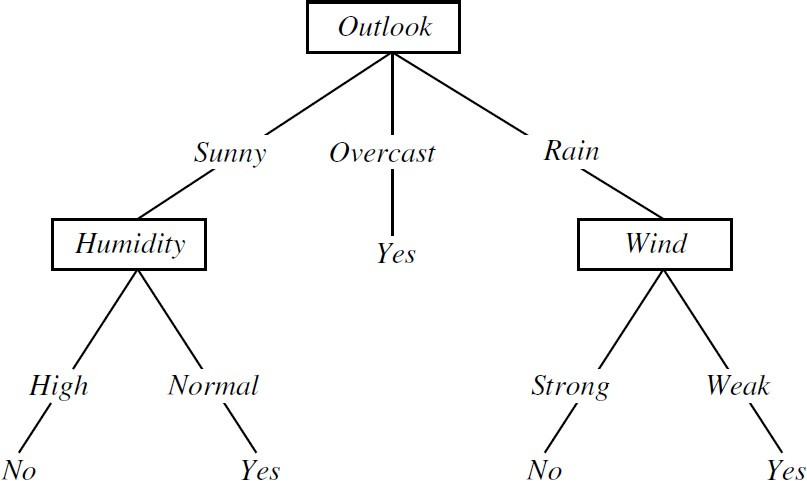 Outlook
Sunny Overcast Rain
Humidity Yes Wind
High Normal Strong Weak
No Yes No Yes